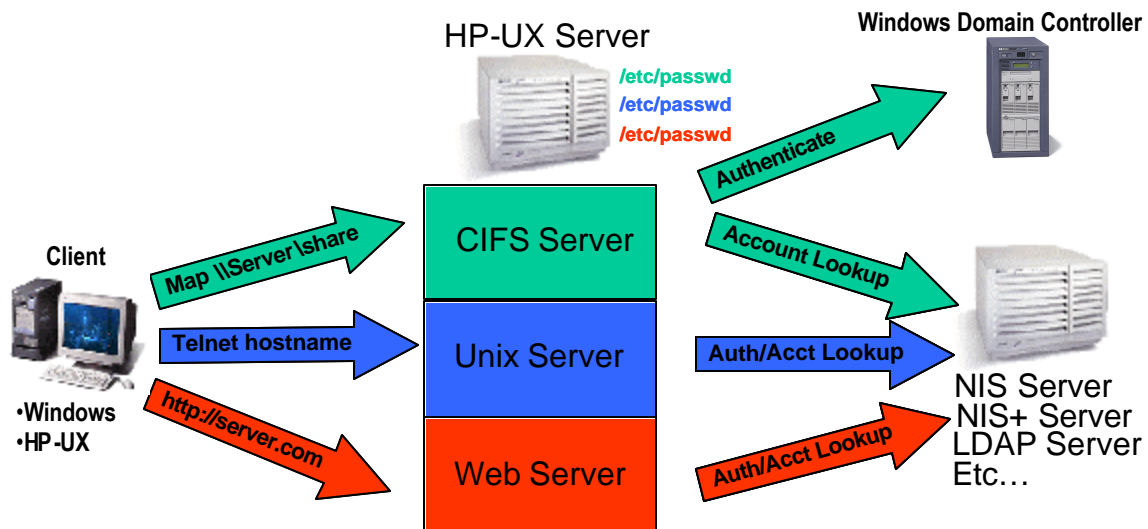 HP-UX Server
Windows Domain Controller
/etc/passwd
/etc/passwd
/etc/passwd
Authenticate
Client
Map \\Server\share
CIFS Server
Account Lookup
Telnet hostname
Unix Server
Auth/Acct Lookup
•Windows
•HP-UX
http://server.com
Web Server
Auth/Acct Lookup
NIS Server
NIS+ Server
LDAP Server
Etc…